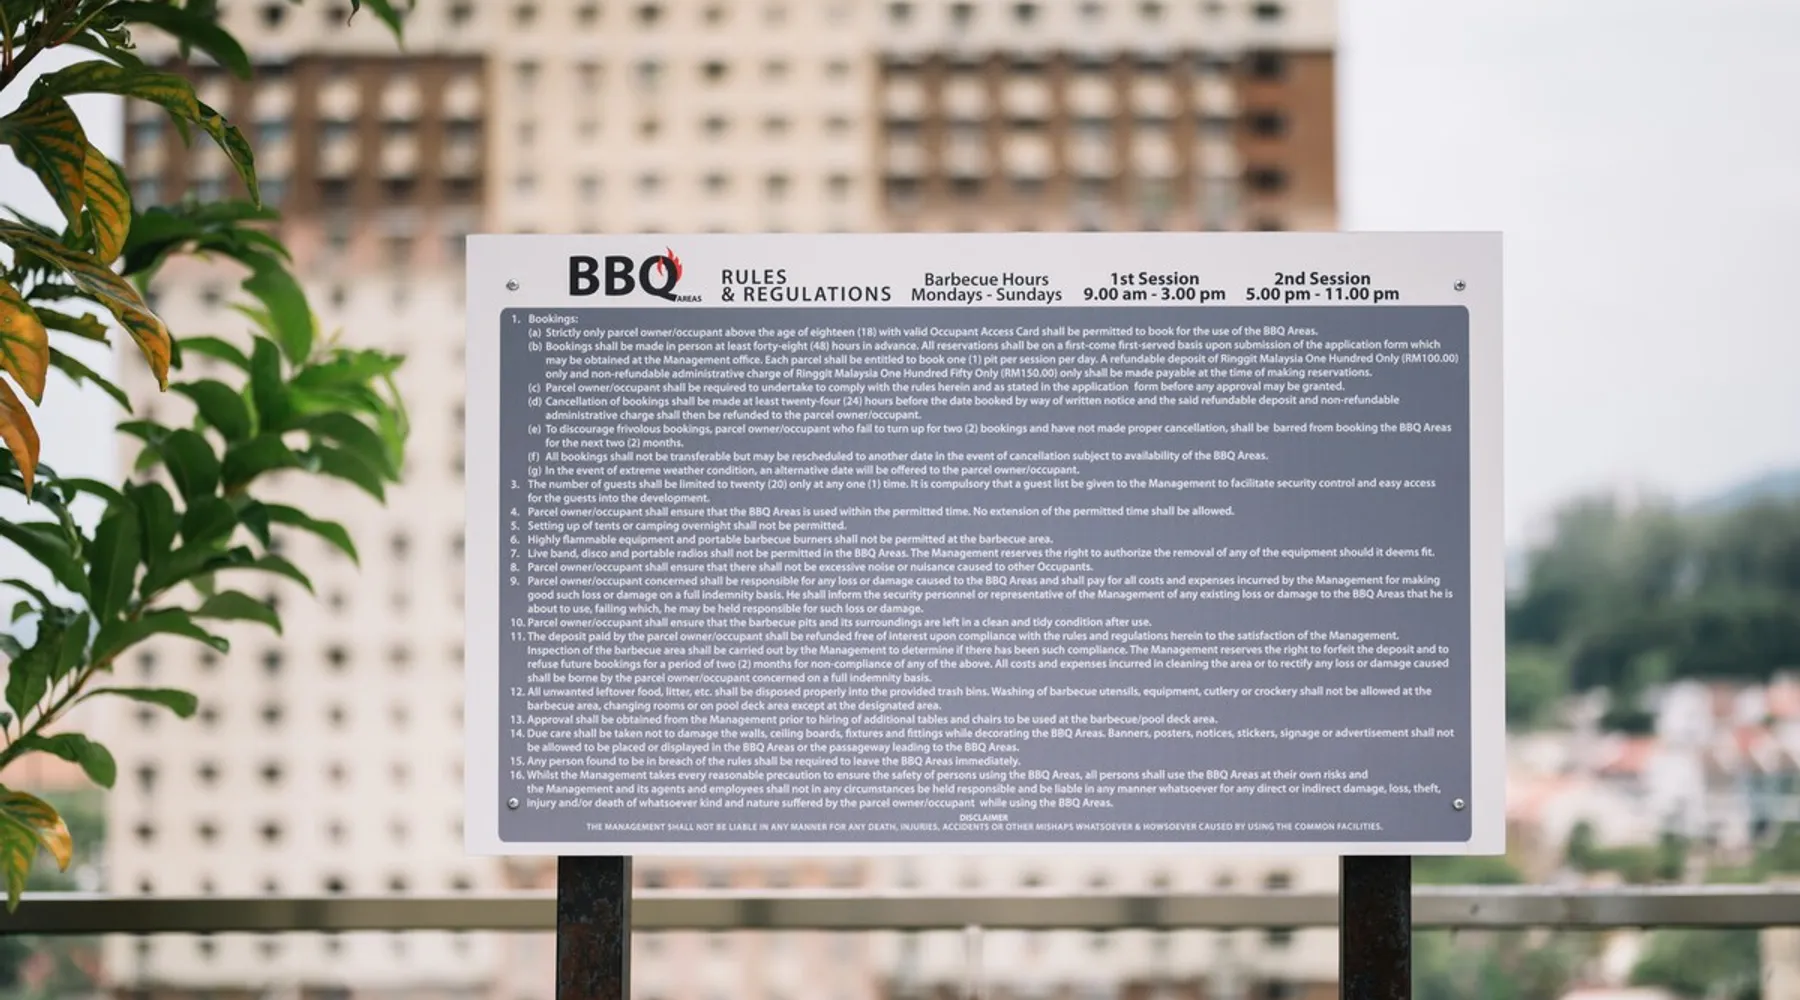 BBQ AREAS
RULES & REGULATIONS
Barbecue Hours
Mondays - Sundays
1st Session
9.00 am - 3.00 pm
2nd Session
5.00 pm - 11.00 pm
1. Bookings:
(a) Strictly only parcel owner/occupant above the age of eighteen (18) with valid Occupant Access Card shall be permitted to book for the use of the BBQ Areas.
(b) Bookings shall be made in person at least forty-eight (48) hours in advance. All reservations shall be on a first-come first-served basis upon submission of the application form which
may be obtained at the Management office. Each parcel shall be entitled to book one (1) pit per session per day. A refundable deposit of Ringgit Malaysia One Hundred Only (RM100.00)
only and non-refundable administrative charge of Ringgit Malaysia One Hundred Fifty Only (RM150.00) only shall be made payable at the time of making reservations.
(c) Parcel owner/occupant shall be required to undertake to comply with the rules herein and as stated in the application form before any approval may be granted.
(d) Cancellation of bookings shall be made at least twenty-four (24) hours before the date booked by way of written notice and the said refundable deposit and non-refundable
administrative charge shall then be refunded to the parcel owner/occupant.
(e) To discourage frivolous bookings, parcel owner/occupant who fail to turn up for two (2) bookings and have not made proper cancellation, shall be barred from booking the BBQ Areas
for the next two (2) months.
(f) All bookings shall not be transferable but may be rescheduled to another date in the event of cancellation subject to availability of the BBQ Areas.
(g) In the event of extreme weather condition, an alternative date will be offered to the parcel owner/occupant.
3. The number of guests shall be limited to twenty (20) only at any one (1) time. It is compulsory that a guest list be given to the Management to facilitate security control and easy access
for the guests into the development.
4. Parcel owner/occupant shall ensure that the BBQ Areas is used within the permitted time. No extension of the permitted time shall be allowed.
5. Setting up of tents or camping overnight shall not be permitted.
6. Highly flammable equipment and portable barbecue burners shall not be permitted at the barbecue area.
7. Live band, disco and portable radios shall not be permitted in the BBQ Areas. The Management reserves the right to authorize the removal of any of the equipment should it deems fit.
8. Parcel owner/occupant shall ensure that there shall not be excessive noise or nuisance caused to other Occupants.
9. Parcel owner/occupant concerned shall be responsible for any loss or damage caused to the BBQ Areas and shall pay for all costs and expenses incurred by the Management for making
good such loss or damage on a full indemnity basis. He shall inform the security personnel or representative of the Management of any existing loss or damage to the BBQ Areas that he is
about to use, failing which, he may be held responsible for such loss or damage.
10. Parcel owner/occupant shall ensure that the barbecue pits and its surroundings are left in a clean and tidy condition after use.
11. The deposit paid by the parcel owner/occupant shall be refunded free of interest upon compliance with the rules and regulations herein to the satisfaction of the Management.
Inspection of the barbecue area shall be carried out by the Management to determine if there has been such compliance. The Management reserves the right to forfeit the deposit and to
refuse future bookings for a period of two (2) months for non-compliance of any of the above. All costs and expenses incurred in cleaning the area or to rectify any loss or damage caused
shall be borne by the parcel owner/occupant concerned on a full indemnity basis.
12. All unwanted leftover food, litter, etc. shall be disposed properly into the provided trash bins. Washing of barbecue utensils, equipment, cutlery or crockery shall not be allowed at the
barbecue area, changing rooms or on pool deck area except at the designated area.
13. Approval shall be obtained from the Management prior to hiring of additional tables and chairs to be used at the barbecue/pool deck area.
14. Due care shall be taken not to damage the walls, ceiling boards, fixtures and fittings while decorating the BBQ Areas. Banners, posters, notices, stickers, signage or advertisement shall not
be allowed to be placed or displayed in the BBQ Areas or the passageway leading to the BBQ Areas.
15. Any person found to be in breach of the rules shall be required to leave the BBQ Areas immediately.
16. Whilst the Management takes every reasonable precaution to ensure the safety of persons using the BBQ Areas, all persons shall use the BBQ Areas at their own risks and
the Management and its agents and employees shall not in any circumstances be held responsible and be liable in any manner whatsoever for any direct or indirect damage, loss, theft,
injury and/or death of whatsoever kind and nature suffered by the parcel owner/occupant while using the BBQ Areas.
DISCLAIMER
THE MANAGEMENT SHALL NOT BE LIABLE IN ANY MANNER FOR ANY DEATH, INJURIES, ACCIDENTS OR OTHER MISHAPS WHATSOEVER & HOWSOEVER CAUSED BY USING THE COMMON FACILITIES.